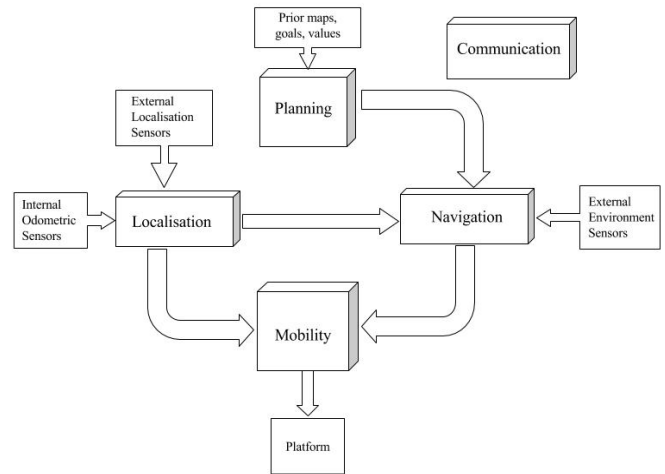 Prior maps,
goals, values
Communication
Planning
External
Localisation
Sensors
Internal
Odometric
Sensors
Localisation
Navigation
External
Environment
Sensors
Mobility
Platform